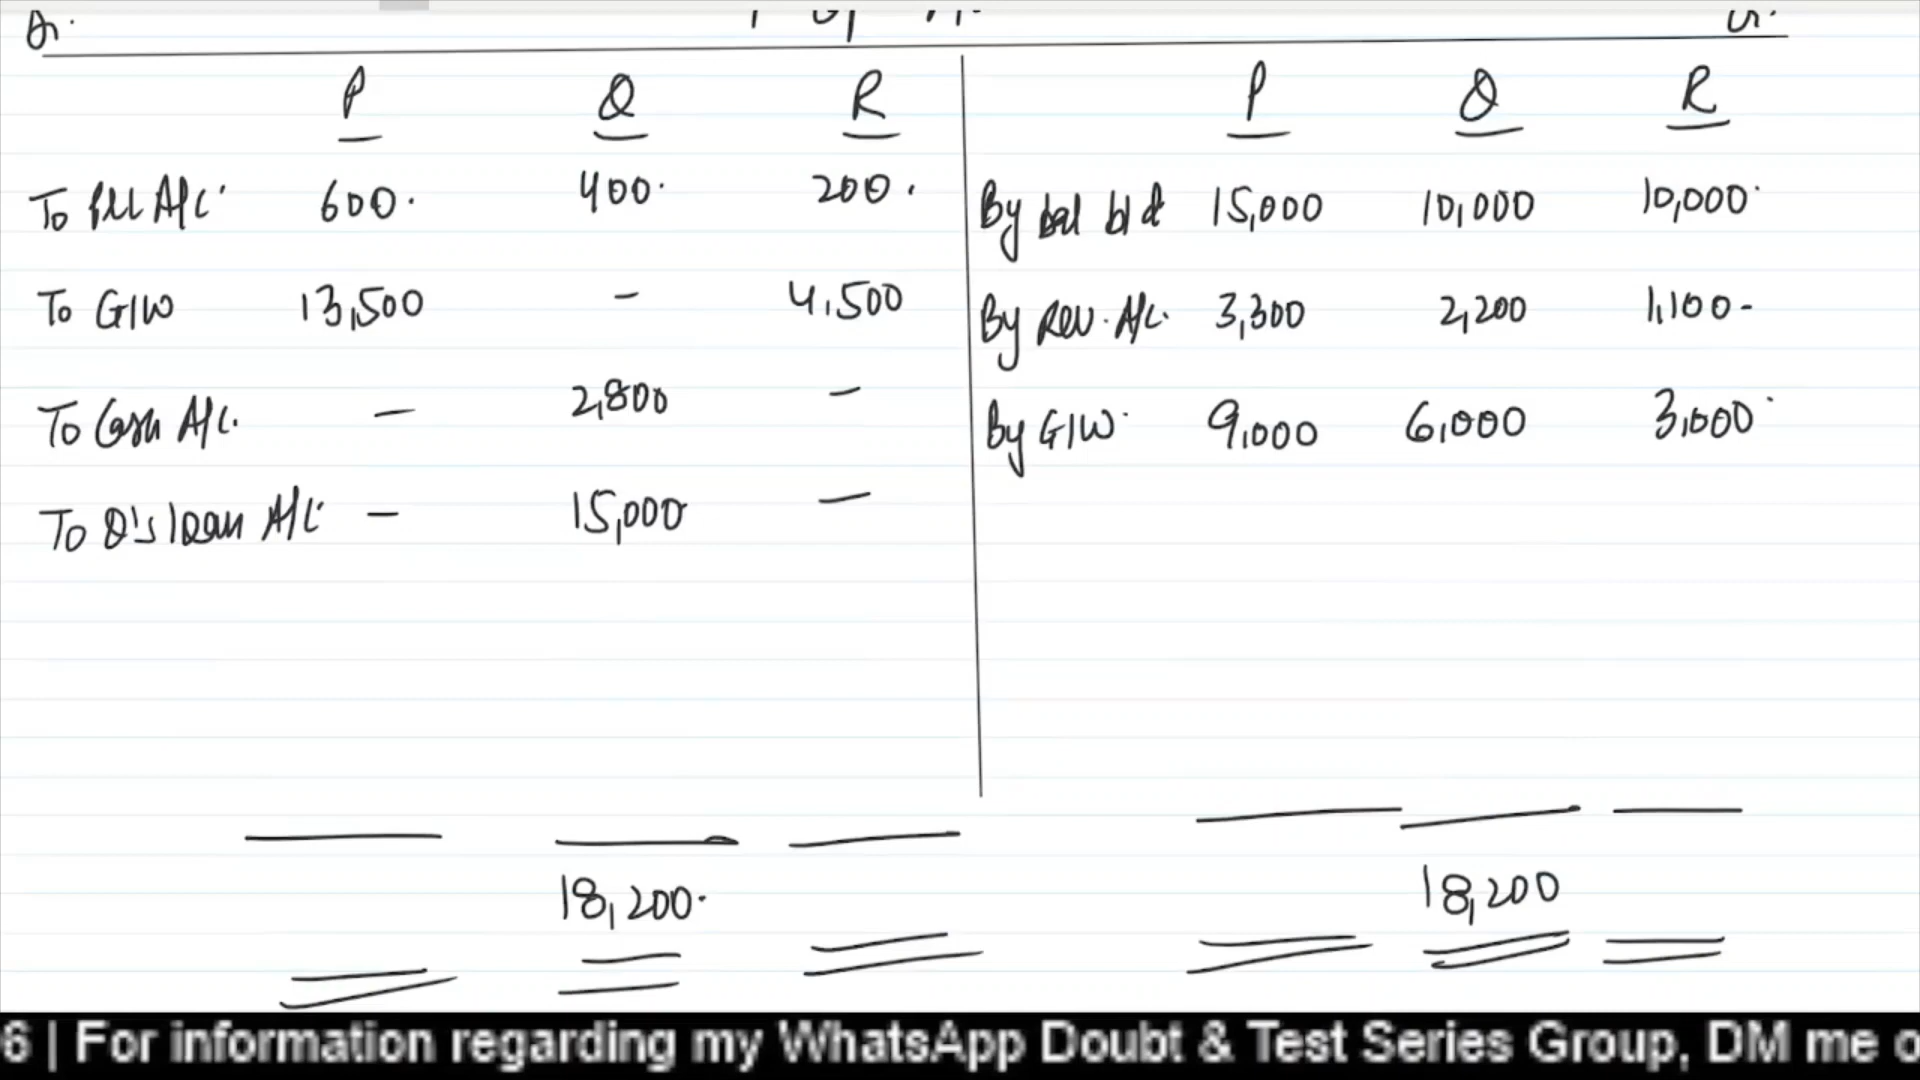 Dr. Cr.
P Q R P Q R
To P&L A/c 600. 400. 200. By bal b/d 15,000 10,000 10,000
To G/W 13,500 - 4,500 By Rev. A/c. 3,300 2,200 1,100-
To Cash A/c. - 2,800 - By G/W 9,000 6,000 3,000
To Q's loan A/c - 15,000 -
18,200. 18,200
6 | For information regarding my WhatsApp Doubt & Test Series Group, DM me o